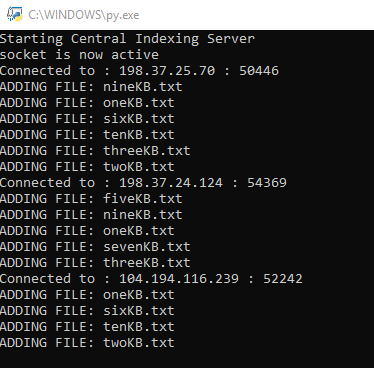 C:\WINDOWS\py.exe
Starting Central Indexing Server
socket is now active
Connected to : 198.37.25.70 : 50446
ADDING FILE: nineKB.txt
ADDING FILE: oneKB.txt
ADDING FILE: sixKB.txt
ADDING FILE: tenKB.txt
ADDING FILE: threeKB.txt
ADDING FILE: twoKB.txt
Connected to : 198.37.24.124 : 54369
ADDING FILE: fiveKB.txt
ADDING FILE: nineKB.txt
ADDING FILE: oneKB.txt
ADDING FILE: sevenKB.txt
ADDING FILE: threeKB.txt
Connected to : 104.194.116.239 : 52242
ADDING FILE: oneKB.txt
ADDING FILE: sixKB.txt
ADDING FILE: tenKB.txt
ADDING FILE: twoKB.txt